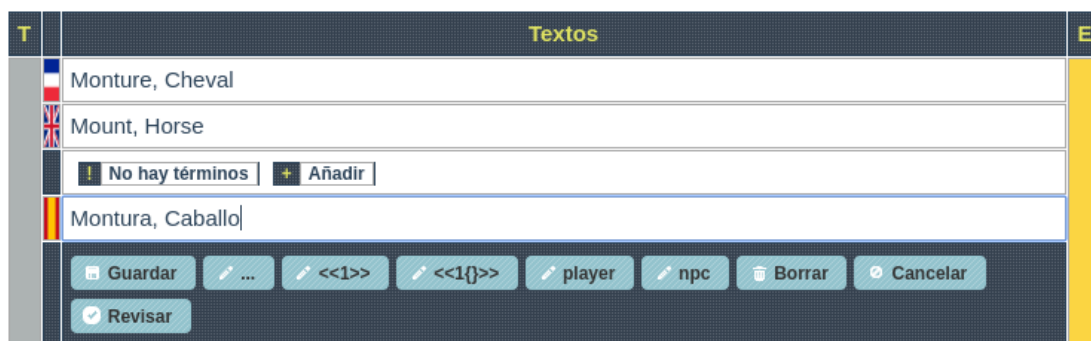 T Textos E
Monture, Cheval
Mount, Horse
! No hay términos + Añadir
Montura, Caballo
Guardar ... <<1>> <<1{}>> player npc Borrar Cancelar
Revisar